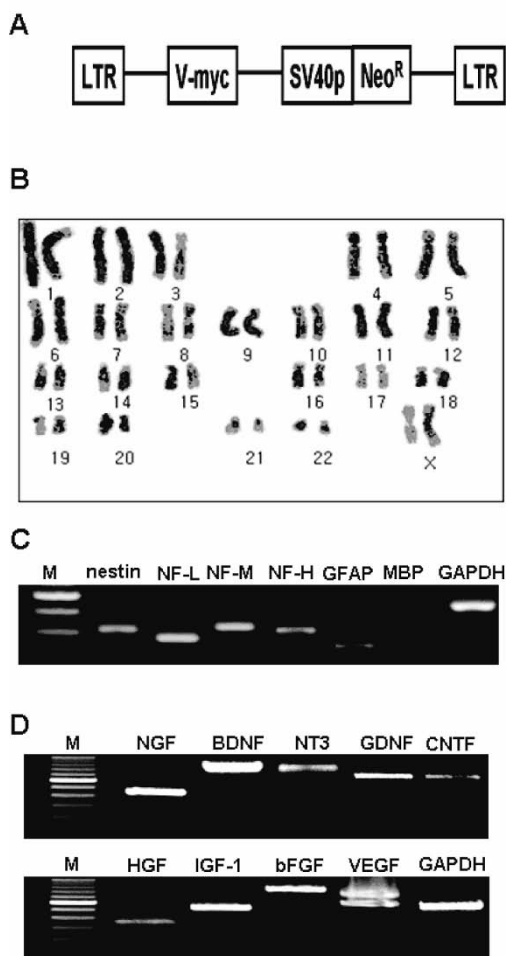 A
LTR V-myc SV40p Neo^R LTR
B
1 2 3 4 5
6 7 8 9 10 11 12
13 14 15 16 17 18
19 20 21 22 X
C
M nestin NF-L NF-M NF-H GFAP MBP GAPDH
D
M NGF BDNF NT3 GDNF CNTF
M HGF IGF-1 bFGF VEGF GAPDH